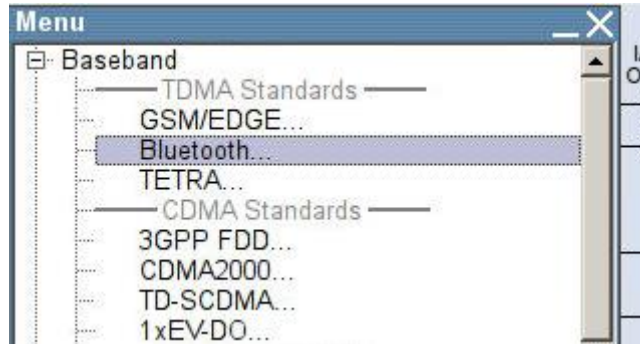 Menu
Baseband
TDMA Standards
GSM/EDGE...
Bluetooth...
TETRA...
CDMA Standards
3GPP FDD...
CDMA2000...
TD-SCDMA...
1xEV-DO...